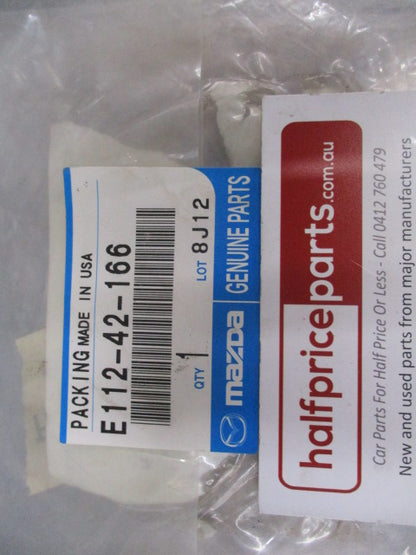 PACKING MADE IN USA
E112-42-166
QTY 1 LOT 8J12
mazda GENUINE PARTS
halfpriceparts.com.au
Car Parts For Half Price Or Less - Call 0412 760 479
New and used parts from major manufacturers